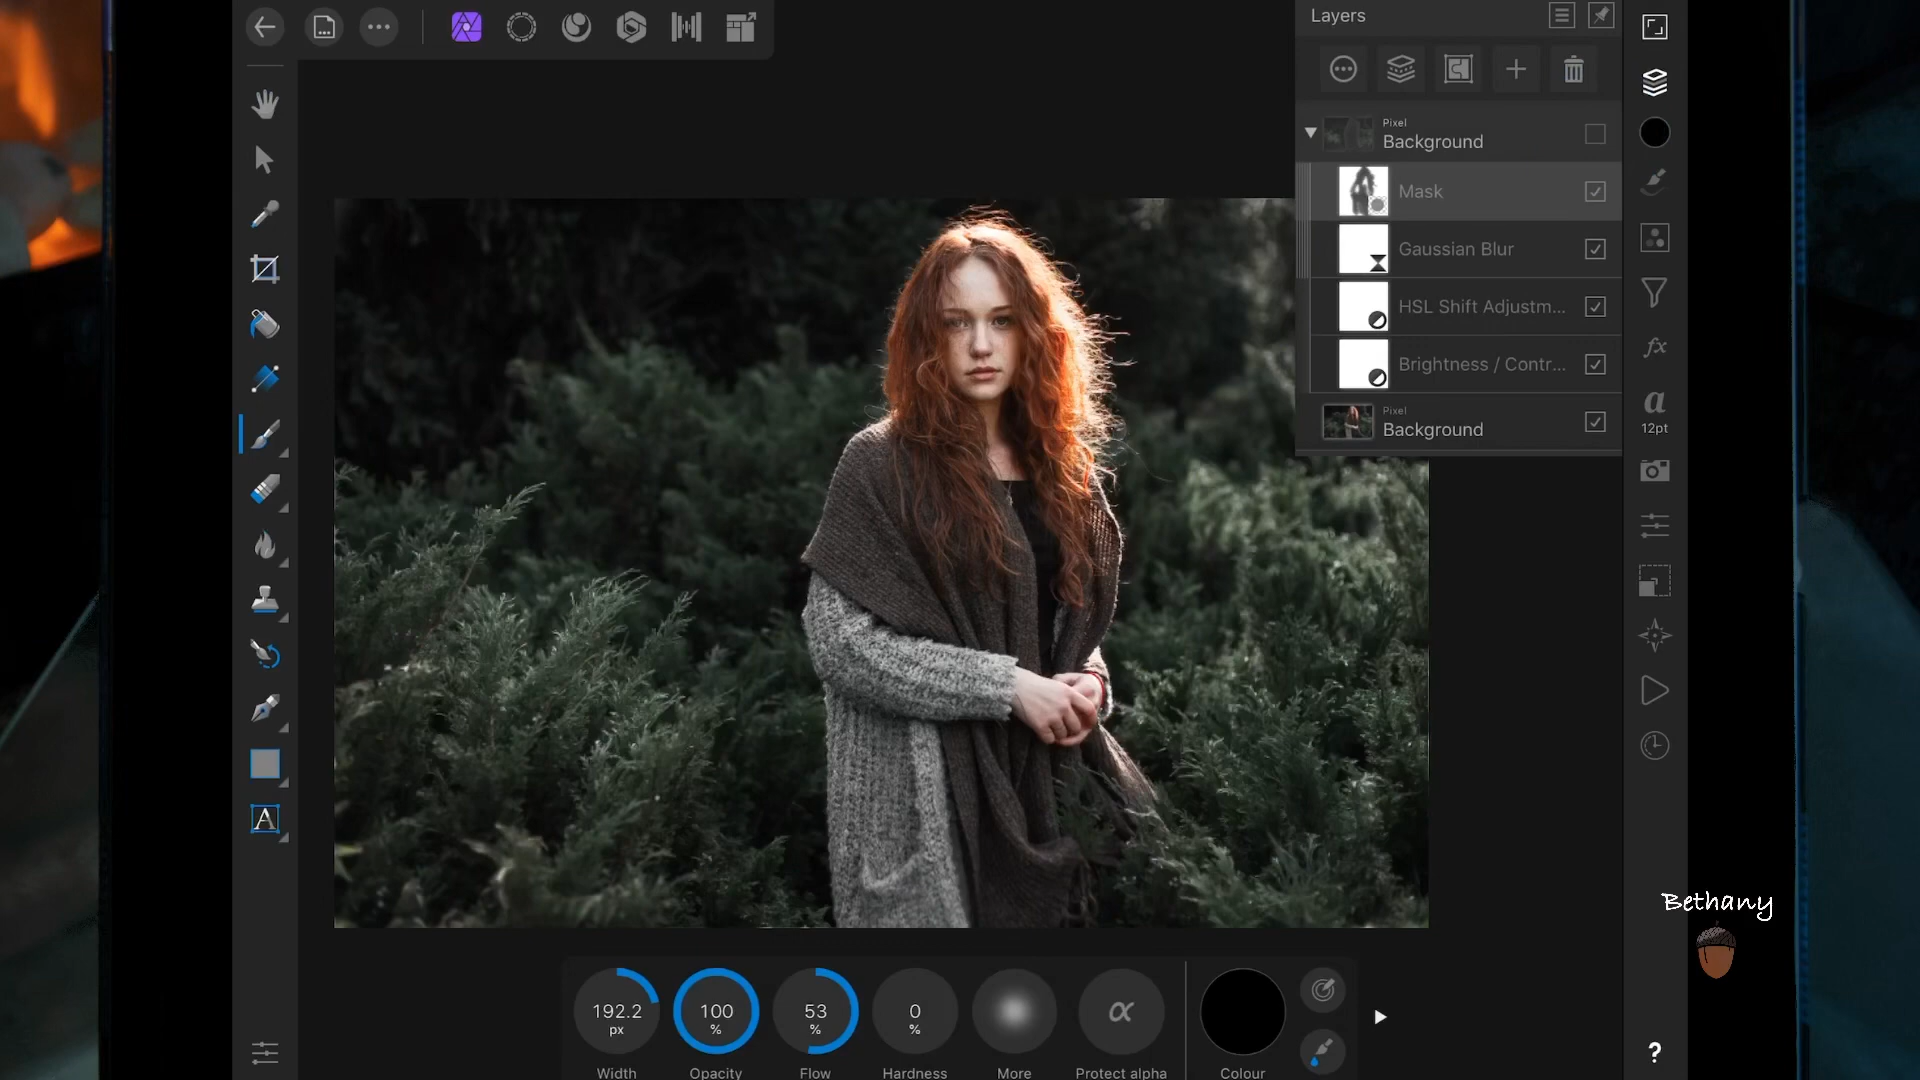 Layers
Pixel
Background
Mask
Gaussian Blur
HSL Shift Adjustm...
Brightness / Contr...
Pixel
Background
a
12pt
fx
A
Bethany
192.2
px
100
%
53
%
0
%
α
Width
Opacity
Flow
Hardness
More
Protect alpha
Colour
?